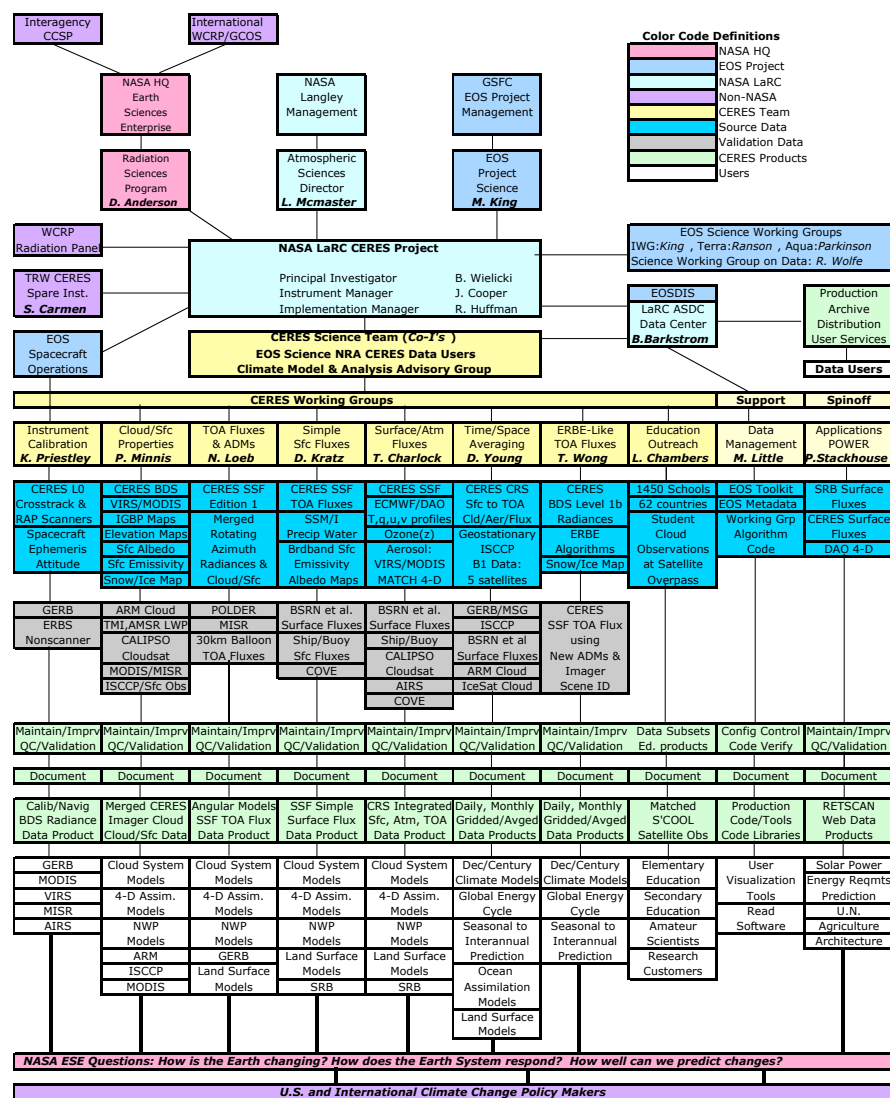 Interagency
CCSP
International
WCRP/GCOS
Color Code Definitions
NASA HQ
EOS Project
NASA LaRC
Non-NASA
CERES Team
Source Data
Validation Data
CERES Products
Users
NASA HQ
Earth
Sciences
Enterprise
NASA
Langley
Management
GSFC
EOS Project
Management
Radiation
Sciences
Program
D. Anderson
Atmospheric
Sciences
Director
L. Mcmaster
EOS
Project
Science
M. King
WCRP
Radiation Panel
NASA LaRC CERES Project
Principal Investigator B. Wielicki
Instrument Manager J. Cooper
Implementation Manager R. Huffman
EOS Science Working Groups
IWG:King , Terra:Ranson , Aqua:Parkinson
Science Working Group on Data: R. Wolfe
TRW CERES
Spare Inst.
S. Carmen
EOSDIS
LaRC ASDC
Data Center
B.Barkstrom
Production
Archive
Distribution
User Services
Data Users
EOS
Spacecraft
Operations
CERES Science Team (Co-I's )
EOS Science NRA CERES Data Users
Climate Model & Analysis Advisory Group
CERES Working Groups
Support
Spinoff
Instrument
Calibration
K. Priestley
Cloud/Sfc
Properties
P. Minnis
TOA Fluxes
& ADMs
N. Loeb
Simple
Sfc Fluxes
D. Kratz
Surface/Atm
Fluxes
T. Charlock
Time/Space
Averaging
D. Young
ERBE-Like
TOA Fluxes
T. Wong
Education
Outreach
L. Chambers
Data
Management
M. Little
Applications
POWER
P.Stackhouse
CERES L0
Crosstrack &
RAP Scanners
Spacecraft
Ephemeris
Attitude
CERES BDS
VIRS/MODIS
IGBP Maps
Elevation Maps
Sfc Albedo
Sfc Emissivity
Snow/Ice Map
CERES SSF
Edition 1
Merged
Rotating
Azimuth
Radiances &
Cloud/Sfc
CERES SSF
TOA Fluxes
SSM/I
Precip Water
Brdband Sfc
Emissivity
Albedo Maps
CERES SSF
ECMWF/DAO
T,q,u,v profiles
Ozone(z)
Aerosol:
VIRS/MODIS
MATCH 4-D
CERES CRS
Sfc to TOA
Cld/Aer/Flux
Geostationary
ISCCP
B1 Data:
5 satellites
CERES
BDS Level 1b
Radiances
ERBE
Algorithms
Snow/Ice Map
1450 Schools
62 countries
Student
Cloud
Observations
at Satellite
Overpass
EOS Toolkit
EOS Metadata
Working Grp
Algorithm
Code
SRB Surface
Fluxes
CERES Surface
Fluxes
DAO 4-D
GERB
ERBS
Nonscanner
ARM Cloud
TMI,AMSR LWP
CALIPSO
Cloudsat
MODIS/MISR
ISCCP/Sfc Obs
POLDER
MISR
30km Balloon
TOA Fluxes
BSRN et al.
Surface Fluxes
Ship/Buoy
Sfc Fluxes
COVE
BSRN et al.
Surface Fluxes
Ship/Buoy
CALIPSO
Cloudsat
AIRS
COVE
GERB/MSG
ISCCP
BSRN et al
Surface Fluxes
ARM Cloud
IceSat Cloud
CERES
SSF TOA Flux
using
New ADMs &
Imager
Scene ID
Maintain/Imprv
QC/Validation
Maintain/Imprv
QC/Validation
Maintain/Imprv
QC/Validation
Maintain/Imprv
QC/Validation
Maintain/Imprv
QC/Validation
Maintain/Imprv
QC/Validation
Maintain/Imprv
QC/Validation
Data Subsets
Ed. products
Config Control
Code Verify
Maintain/Imprv
QC/Validation
Document
Document
Document
Document
Document
Document
Document
Document
Document
Document
Calib/Navig
BDS Radiance
Data Product
Merged CERES
Imager Cloud
Cloud/Sfc Data
Angular Models
SSF TOA Flux
Data Product
SSF Simple
Surface Flux
Data Product
CRS Integrated
Sfc, Atm, TOA
Data Product
Daily, Monthly
Gridded/Avged
Data Products
Daily, Monthly
Gridded/Avged
Data Products
Matched
S'COOL
Satellite Obs
Production
Code/Tools
Code Libraries
RETSCAN
Web Data
Products
GERB
MODIS
VIRS
MISR
AIRS
Cloud System
Models
4-D Assim.
Models
NWP
Models
ARM
ISCCP
MODIS
Cloud System
Models
4-D Assim.
Models
NWP
Models
GERB
Land Surface
Models
Cloud System
Models
4-D Assim.
Models
NWP
Models
Land Surface
Models
SRB
Cloud System
Models
4-D Assim.
Models
NWP
Models
Land Surface
Models
SRB
Dec/Century
Climate Models
Global Energy
Cycle
Seasonal to
Interannual
Prediction
Ocean
Assimilation
Models
Land Surface
Models
Dec/Century
Climate Models
Global Energy
Cycle
Seasonal to
Interannual
Prediction
Elementary
Education
Secondary
Education
Amateur
Scientists
Research
Customers
User
Visualization
Tools
Read
Software
Solar Power
Energy Reqmts
Prediction
U.N.
Agriculture
Architecture
NASA ESE Questions: How is the Earth changing? How does the Earth System respond? How well can we predict changes?
U.S. and International Climate Change Policy Makers